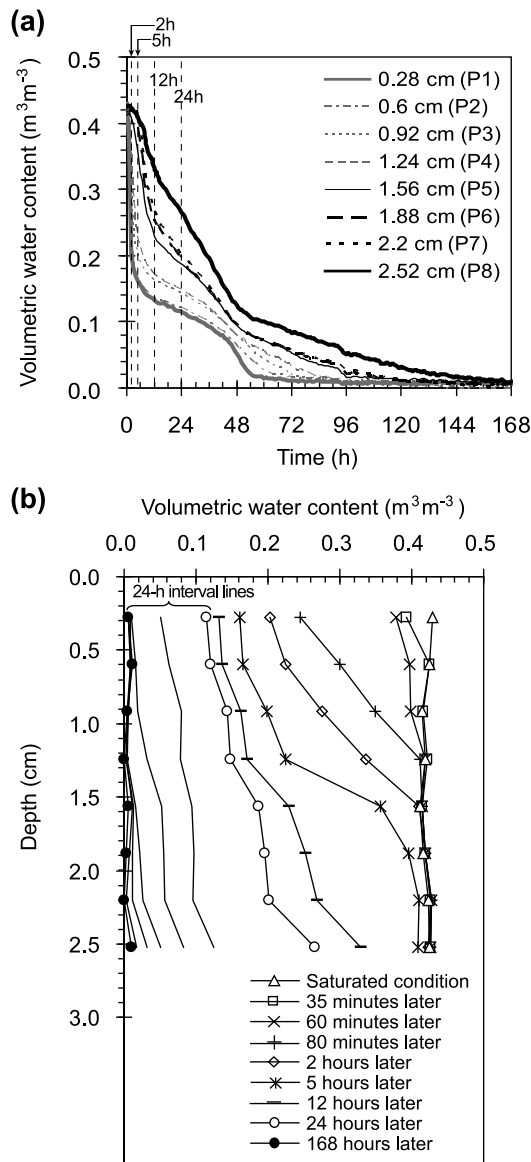 (a)
2h
5h
12h
24h
0.5
0.4
0.3
0.2
0.1
0.0
Volumetric water content (m³m⁻³)
0.28 cm (P1)
0.6 cm (P2)
0.92 cm (P3)
1.24 cm (P4)
1.56 cm (P5)
1.88 cm (P6)
2.2 cm (P7)
2.52 cm (P8)
0 24 48 72 96 120 144 168
Time (h)
(b)
Volumetric water content (m³m⁻³)
0.0 0.1 0.2 0.3 0.4 0.5
24-h interval lines
0.0
0.5
1.0
1.5
2.0
2.5
3.0
Depth (cm)
Saturated condition
35 minutes later
60 minutes later
80 minutes later
2 hours later
5 hours later
12 hours later
24 hours later
168 hours later